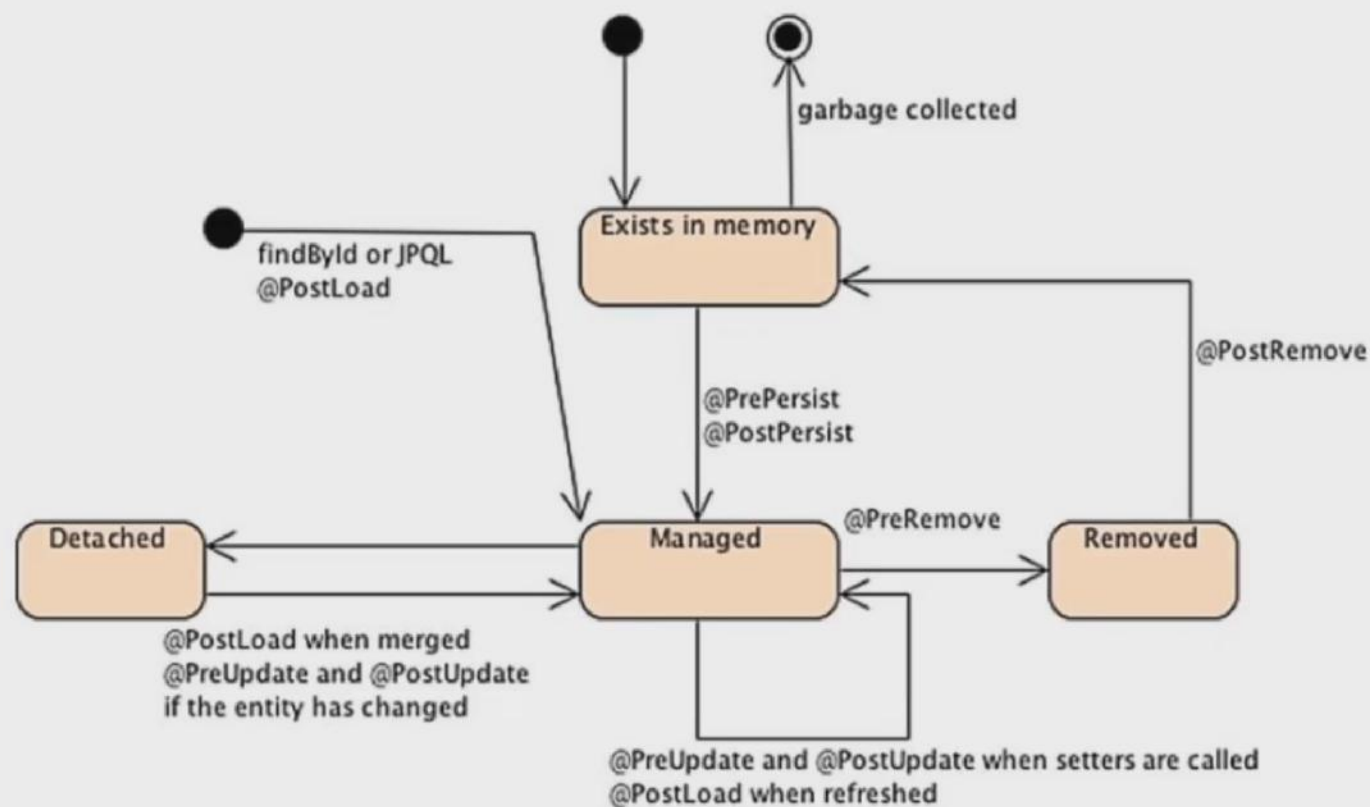 garbage collected
Exists in memory
findById or JPQL
@PostLoad
@PostRemove
@PrePersist
@PostPersist
Detached
Managed
@PreRemove
Removed
@PostLoad when merged
@PreUpdate and @PostUpdate
if the entity has changed
@PreUpdate and @PostUpdate when setters are called
@PostLoad when refreshed